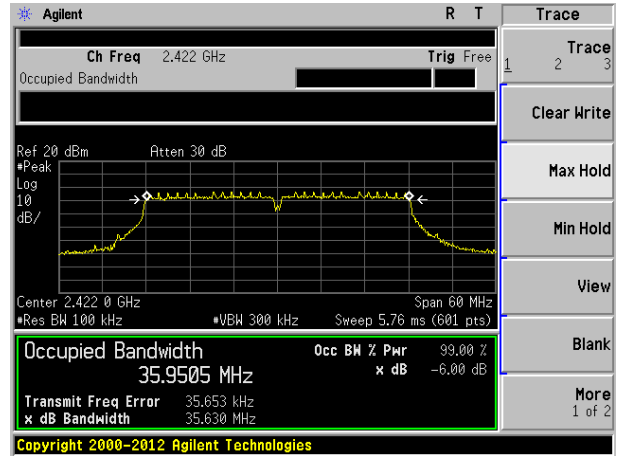 Agilent R T Trace
Ch Freq 2.422 GHz Trig Free
Occupied Bandwidth
Trace
1 2 3
Clear Write
Max Hold
Min Hold
View
Blank
More
1 of 2
Ref 20 dBm Atten 30 dB
#Peak
Log
10
dB/
Center 2.422 0 GHz Span 60 MHz
#Res BW 100 kHz #VBW 300 kHz Sweep 5.76 ms (601 pts)
Occupied Bandwidth Occ BW % Pwr 99.00 %
35.9505 MHz x dB -6.00 dB
Transmit Freq Error 35.653 kHz
x dB Bandwidth 35.630 MHz
Copyright 2000-2012 Agilent Technologies